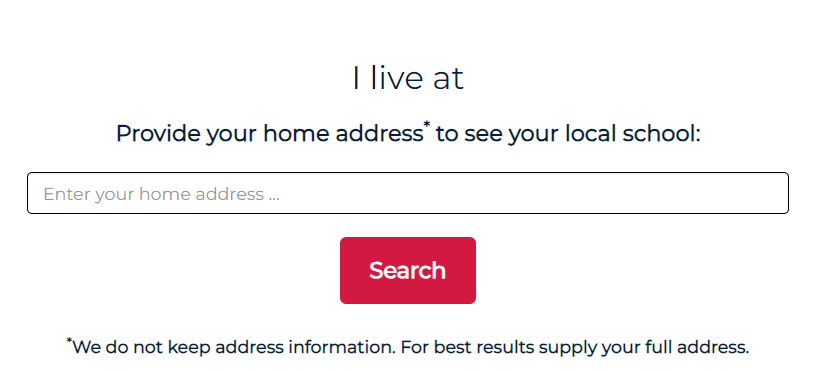 I live at
Provide your home address* to see your local school:
Enter your home address ...
Search
*We do not keep address information. For best results supply your full address.